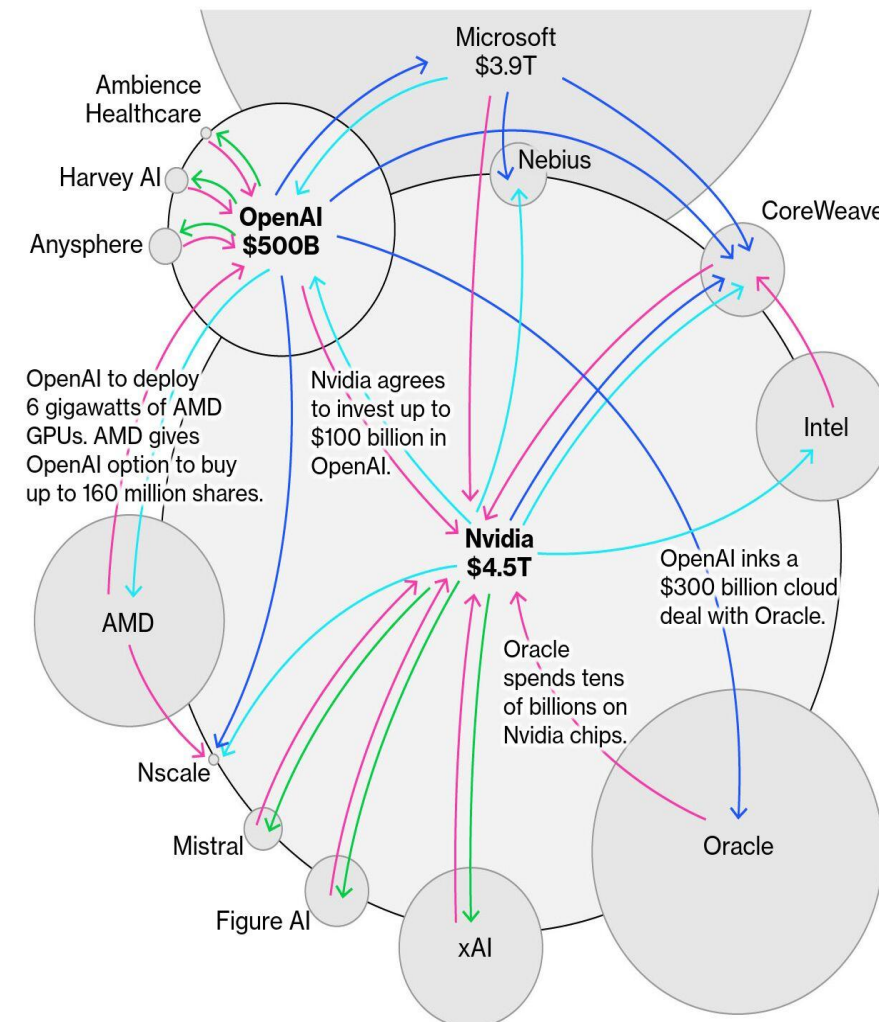 Microsoft
$3.9T
Ambience
Healthcare
Harvey AI
Anysphere
OpenAI
$500B
Nebius
CoreWeave
OpenAI to deploy
6 gigawatts of AMD
GPUs. AMD gives
OpenAI option to buy
up to 160 million shares.
Nvidia agrees
to invest up to
$100 billion in
OpenAI.
Intel
Nvidia
$4.5T
OpenAI inks a
$300 billion cloud
deal with Oracle.
AMD
Oracle
spends tens
of billions on
Nvidia chips.
Nscale
Mistral
Figure AI
xAI
Oracle